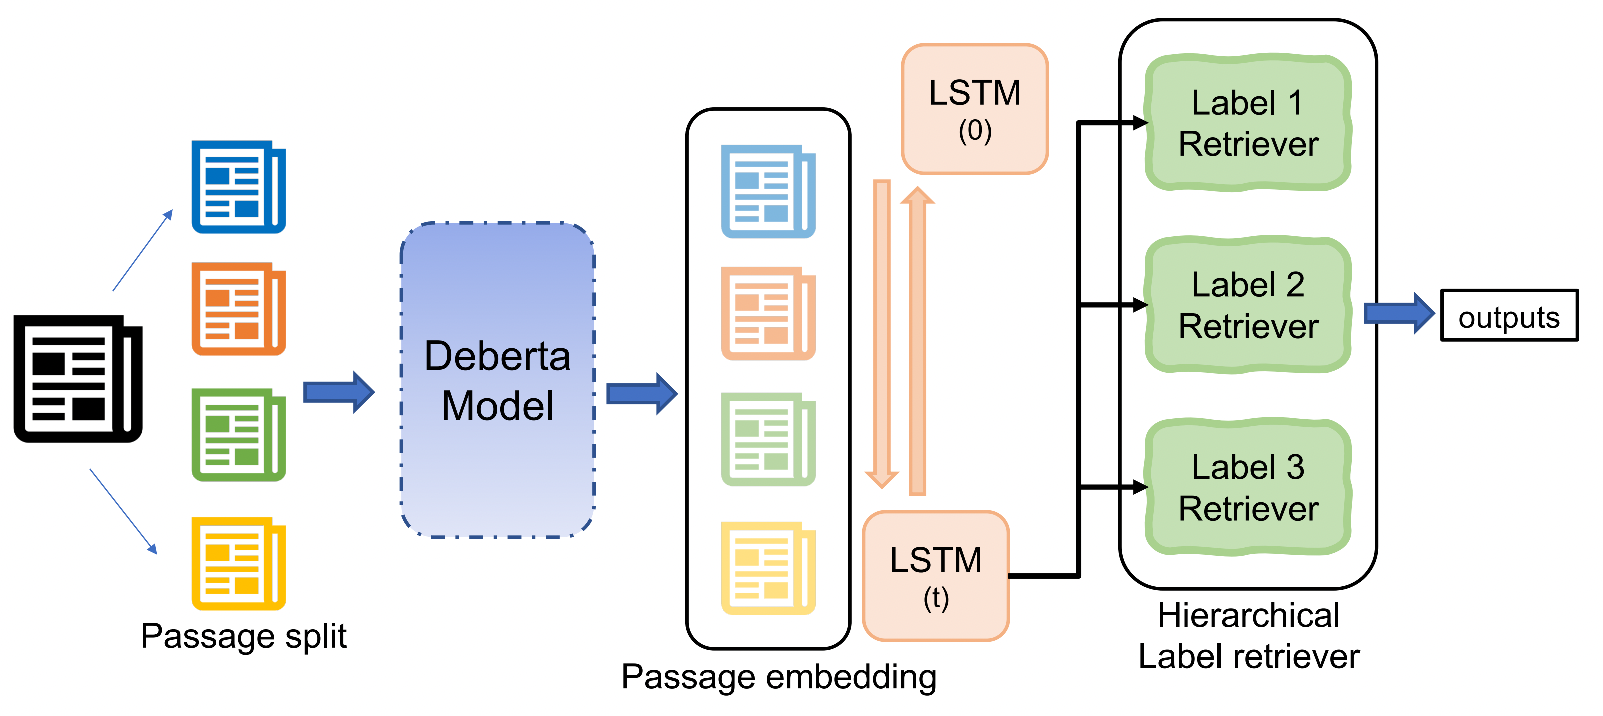 Passage split
Deberta
Model
Passage embedding
LSTM
(0)
LSTM
(t)
Label 1
Retriever
Label 2
Retriever
Label 3
Retriever
Hierarchical
Label retriever
outputs